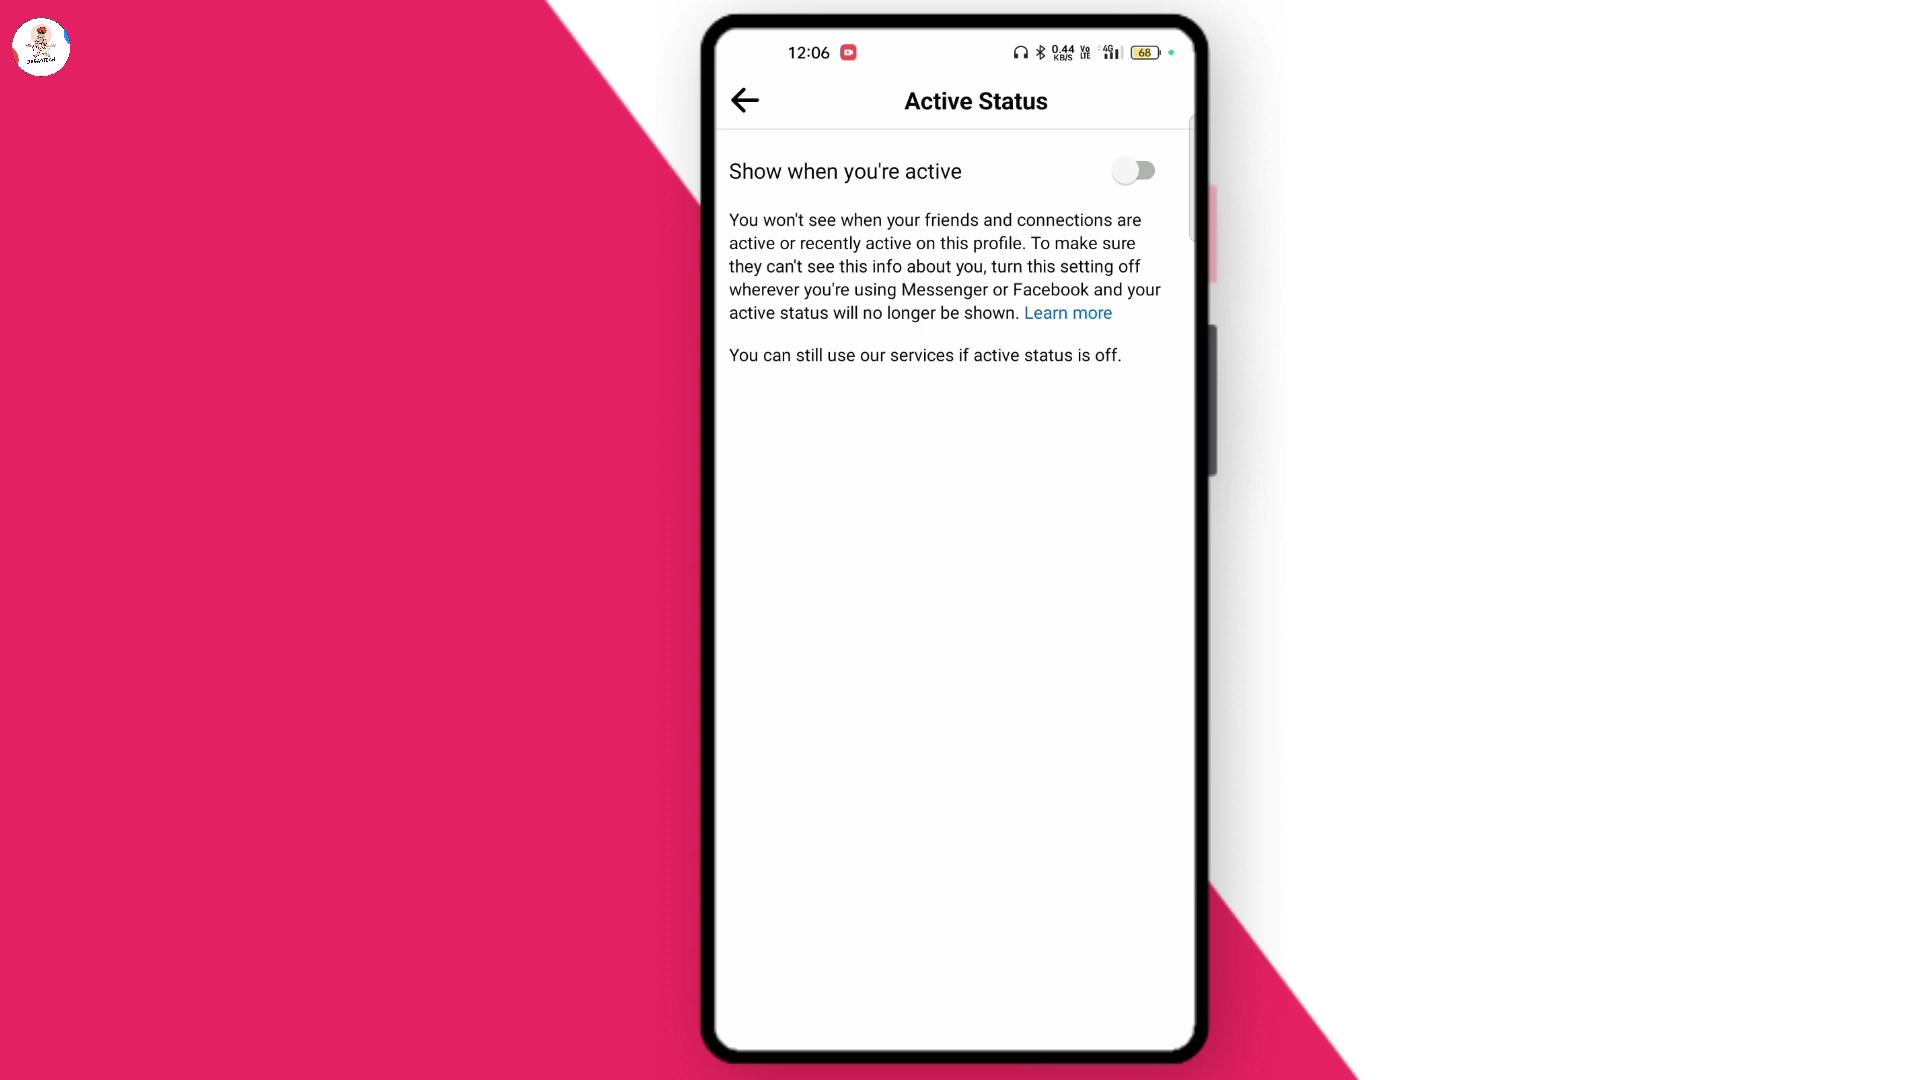 12:06
0.44
KB/S
Vo
LTE
4G
68
Active Status
Show when you're active
You won't see when your friends and connections are
active or recently active on this profile. To make sure
they can't see this info about you, turn this setting off
wherever you're using Messenger or Facebook and your
active status will no longer be shown. Learn more
You can still use our services if active status is off.